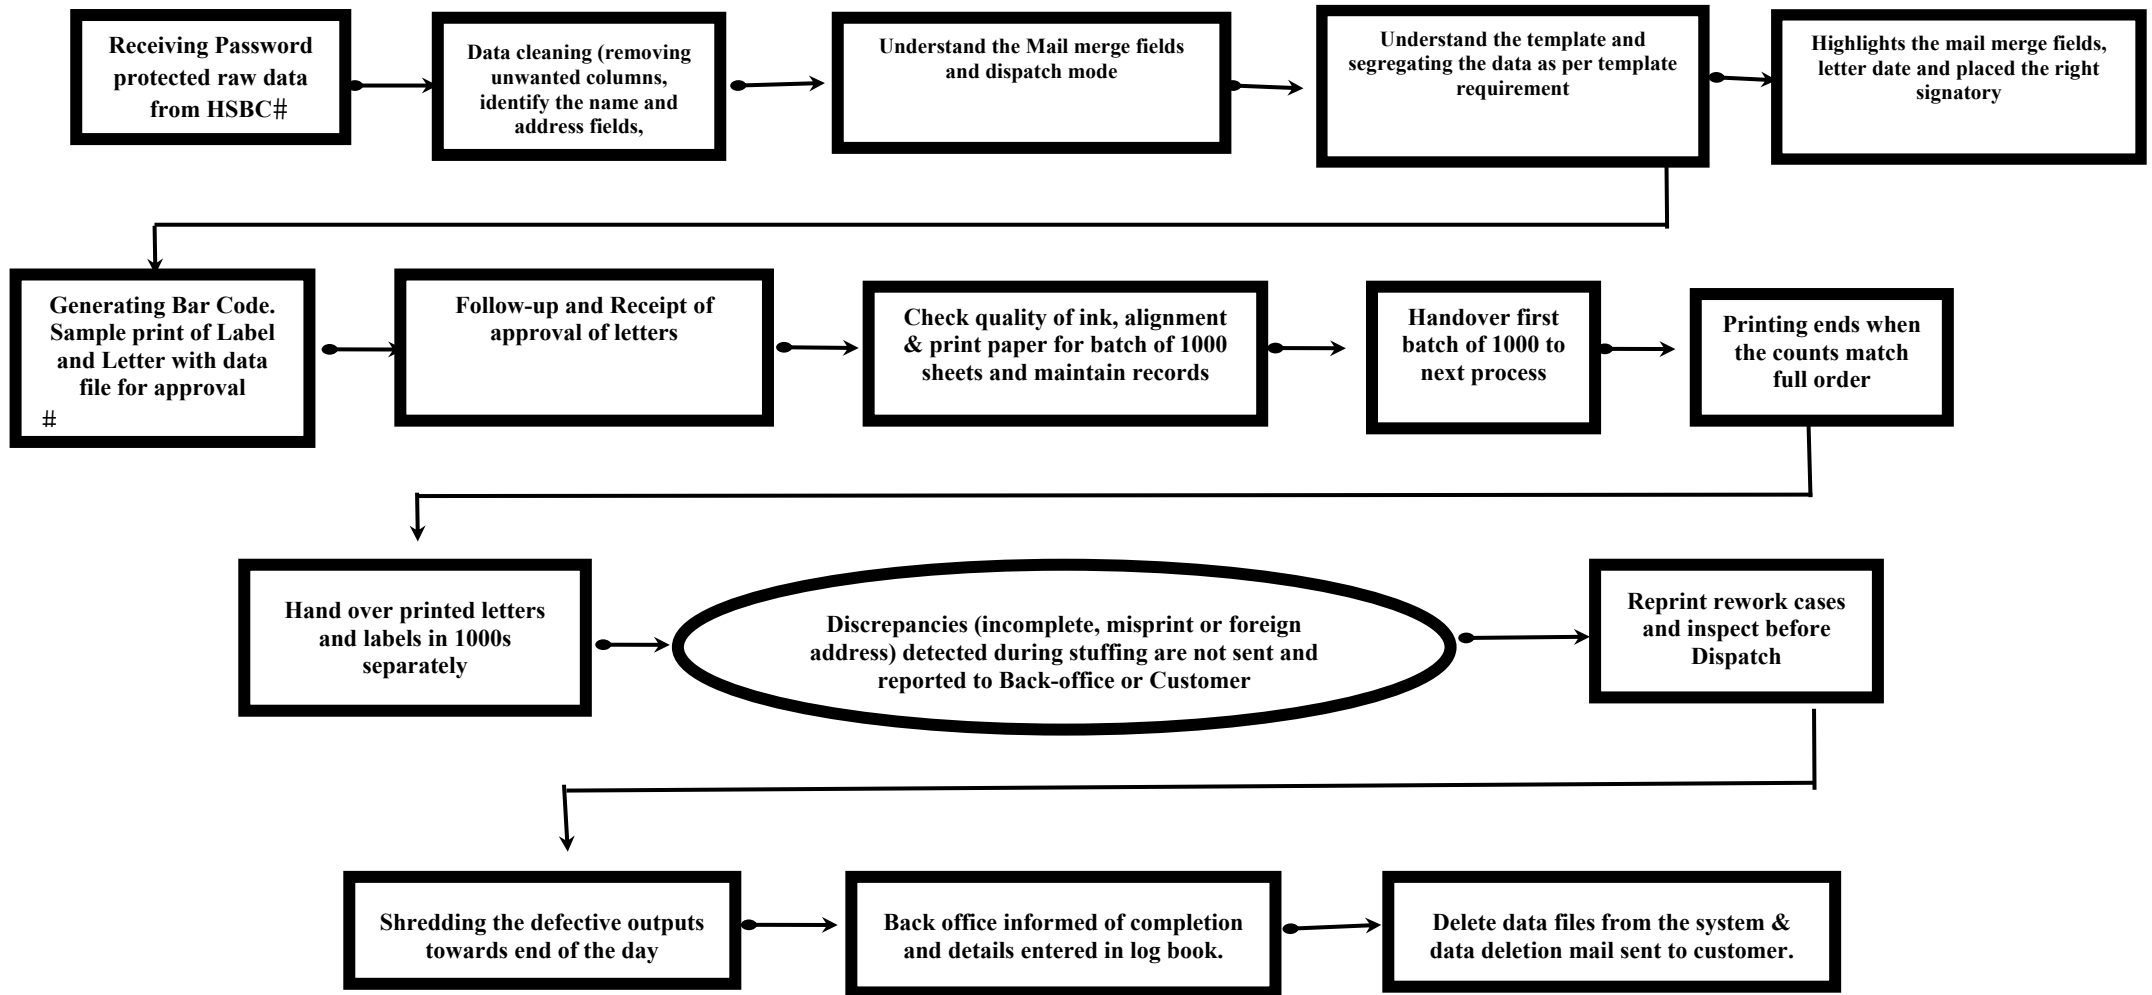 Receiving Password
protected raw data
from HSBC#
Data cleaning (removing
unwanted columns,
identify the name and
address fields,
Understand the Mail merge fields
and dispatch mode
Understand the template and
segregating the data as per template
requirement
Highlights the mail merge fields,
letter date and placed the right
signatory
Generating Bar Code.
Sample print of Label
and Letter with data
file for approval
#
Follow-up and Receipt of
approval of letters
Check quality of ink, alignment
& print paper for batch of 1000
sheets and maintain records
Handover first
batch of 1000 to
next process
Printing ends when
the counts match
full order
Hand over printed letters
and labels in 1000s
separately
Discrepancies (incomplete, misprint or foreign
address) detected during stuffing are not sent and
reported to Back-office or Customer
Reprint rework cases
and inspect before
Dispatch
Shredding the defective outputs
towards end of the day
Back office informed of completion
and details entered in log book.
Delete data files from the system &
data deletion mail sent to customer.